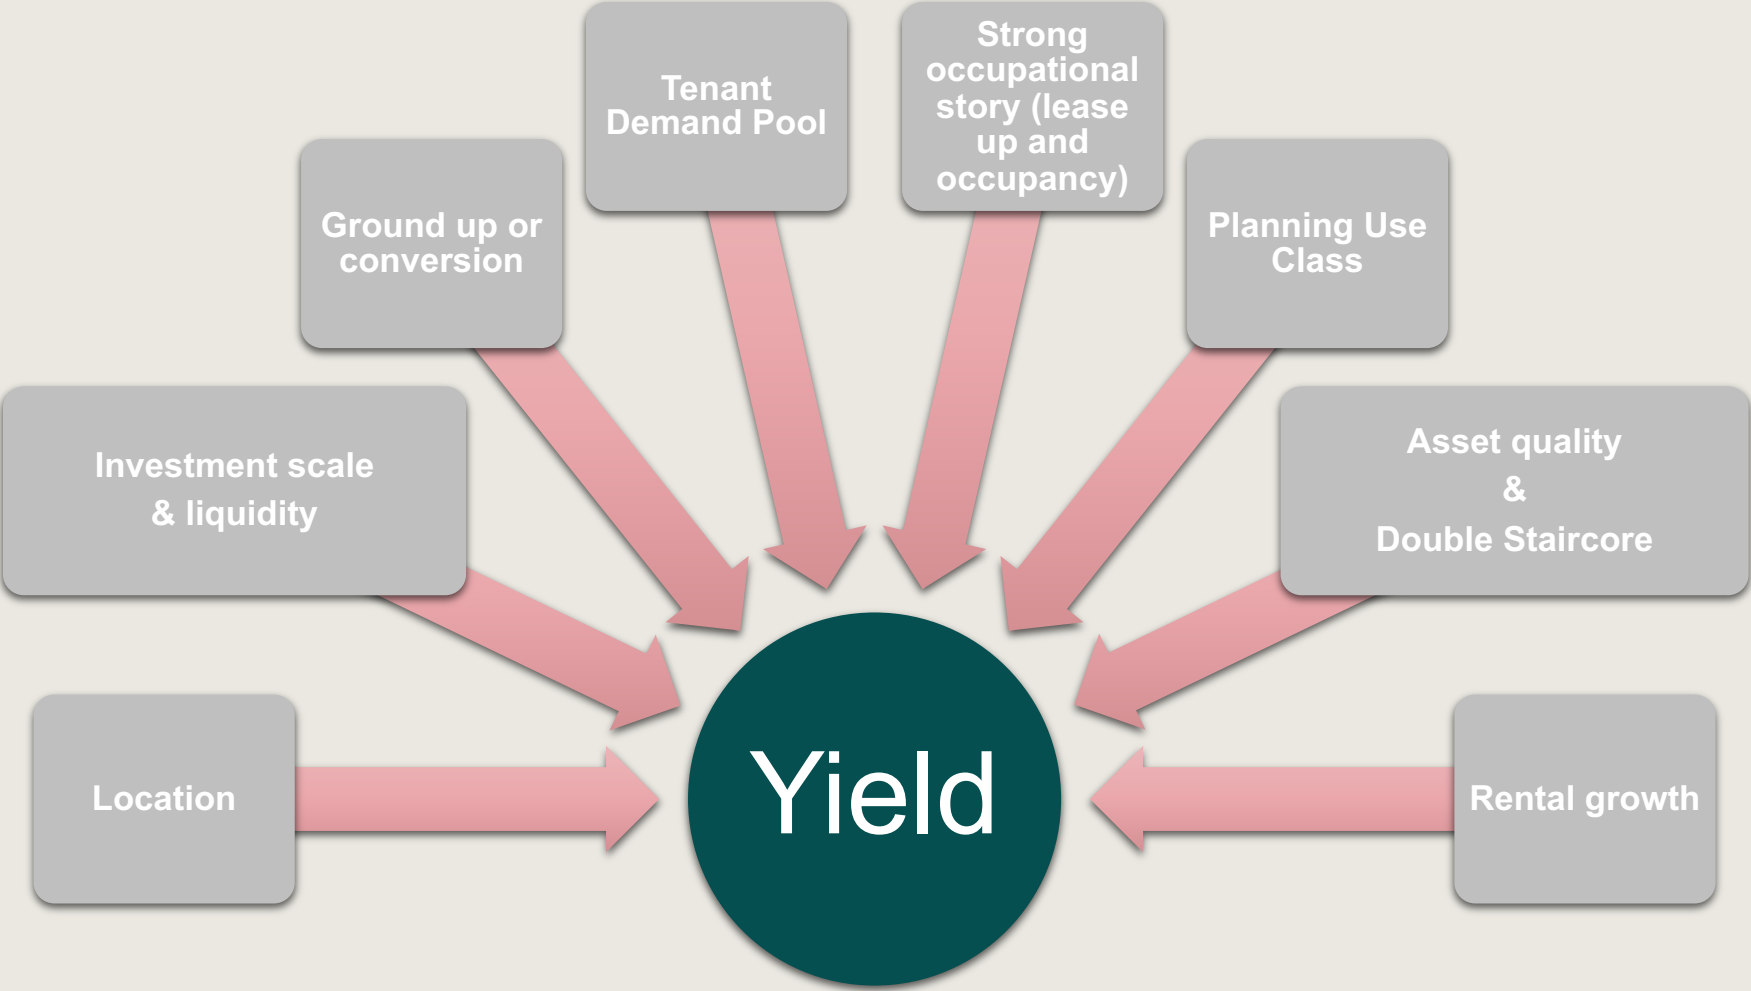 Strong
occupational
story (lease
up and
occupancy)
Tenant
Demand Pool
Ground up or
conversion
Planning Use
Class
Investment scale
& liquidity
Asset quality
&
Double Staircore
Location
Yield
Rental growth